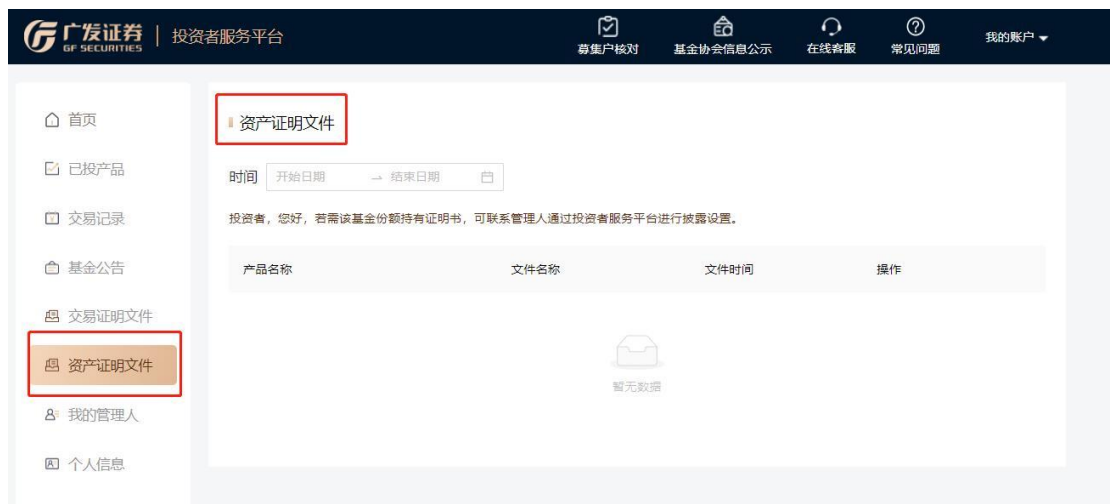 广发证券
GF SECURITIES
投资者服务平台
募集户核对
基金协会信息公示
在线客服
常见问题
我的账户
首页
已投产品
交易记录
基金公告
交易证明文件
资产证明文件
我的管理人
个人信息
资产证明文件
时间 开始日期 → 结束日期
投资者，您好，若需该基金份额持有证明书，可联系管理人通过投资者服务平台进行披露设置。
产品名称 文件名称 文件时间 操作
暂无数据